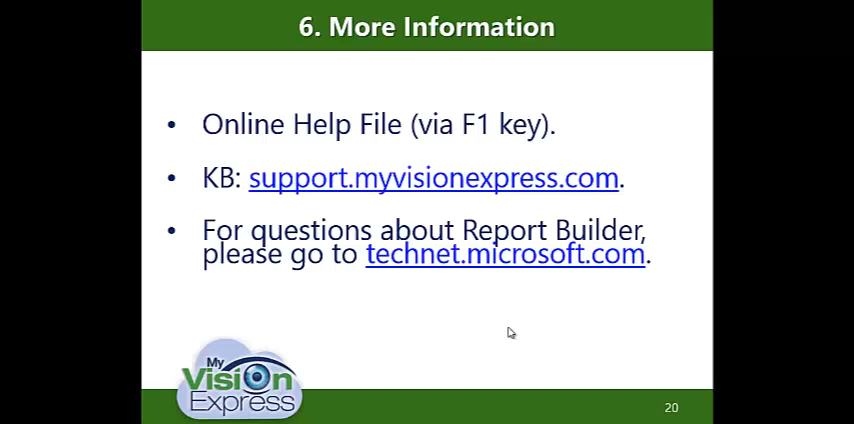 6. More Information
• Online Help File (via F1 key).
• KB: support.myvisionexpress.com.
• For questions about Report Builder,
please go to technet.microsoft.com.
My
Vision
Express
20